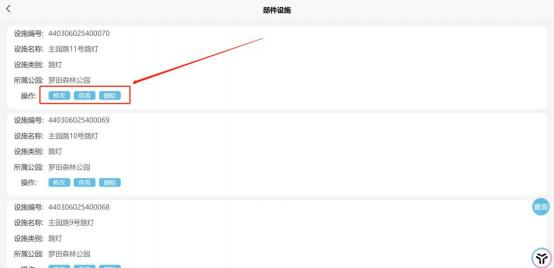 部件设施
设施编号: 440306025400070
设施名称: 主园路11号路灯
设施类别: 路灯
所属公园: 罗田森林公园
操作: 修改 查看 删除
设施编号: 440306025400069
设施名称: 主园路10号路灯
设施类别: 路灯
所属公园: 罗田森林公园
操作: 修改 查看 删除
查询
设施编号: 440306025400068
设施名称: 主园路9号路灯
设施类别: 路灯
所属公园: 罗田森林公园